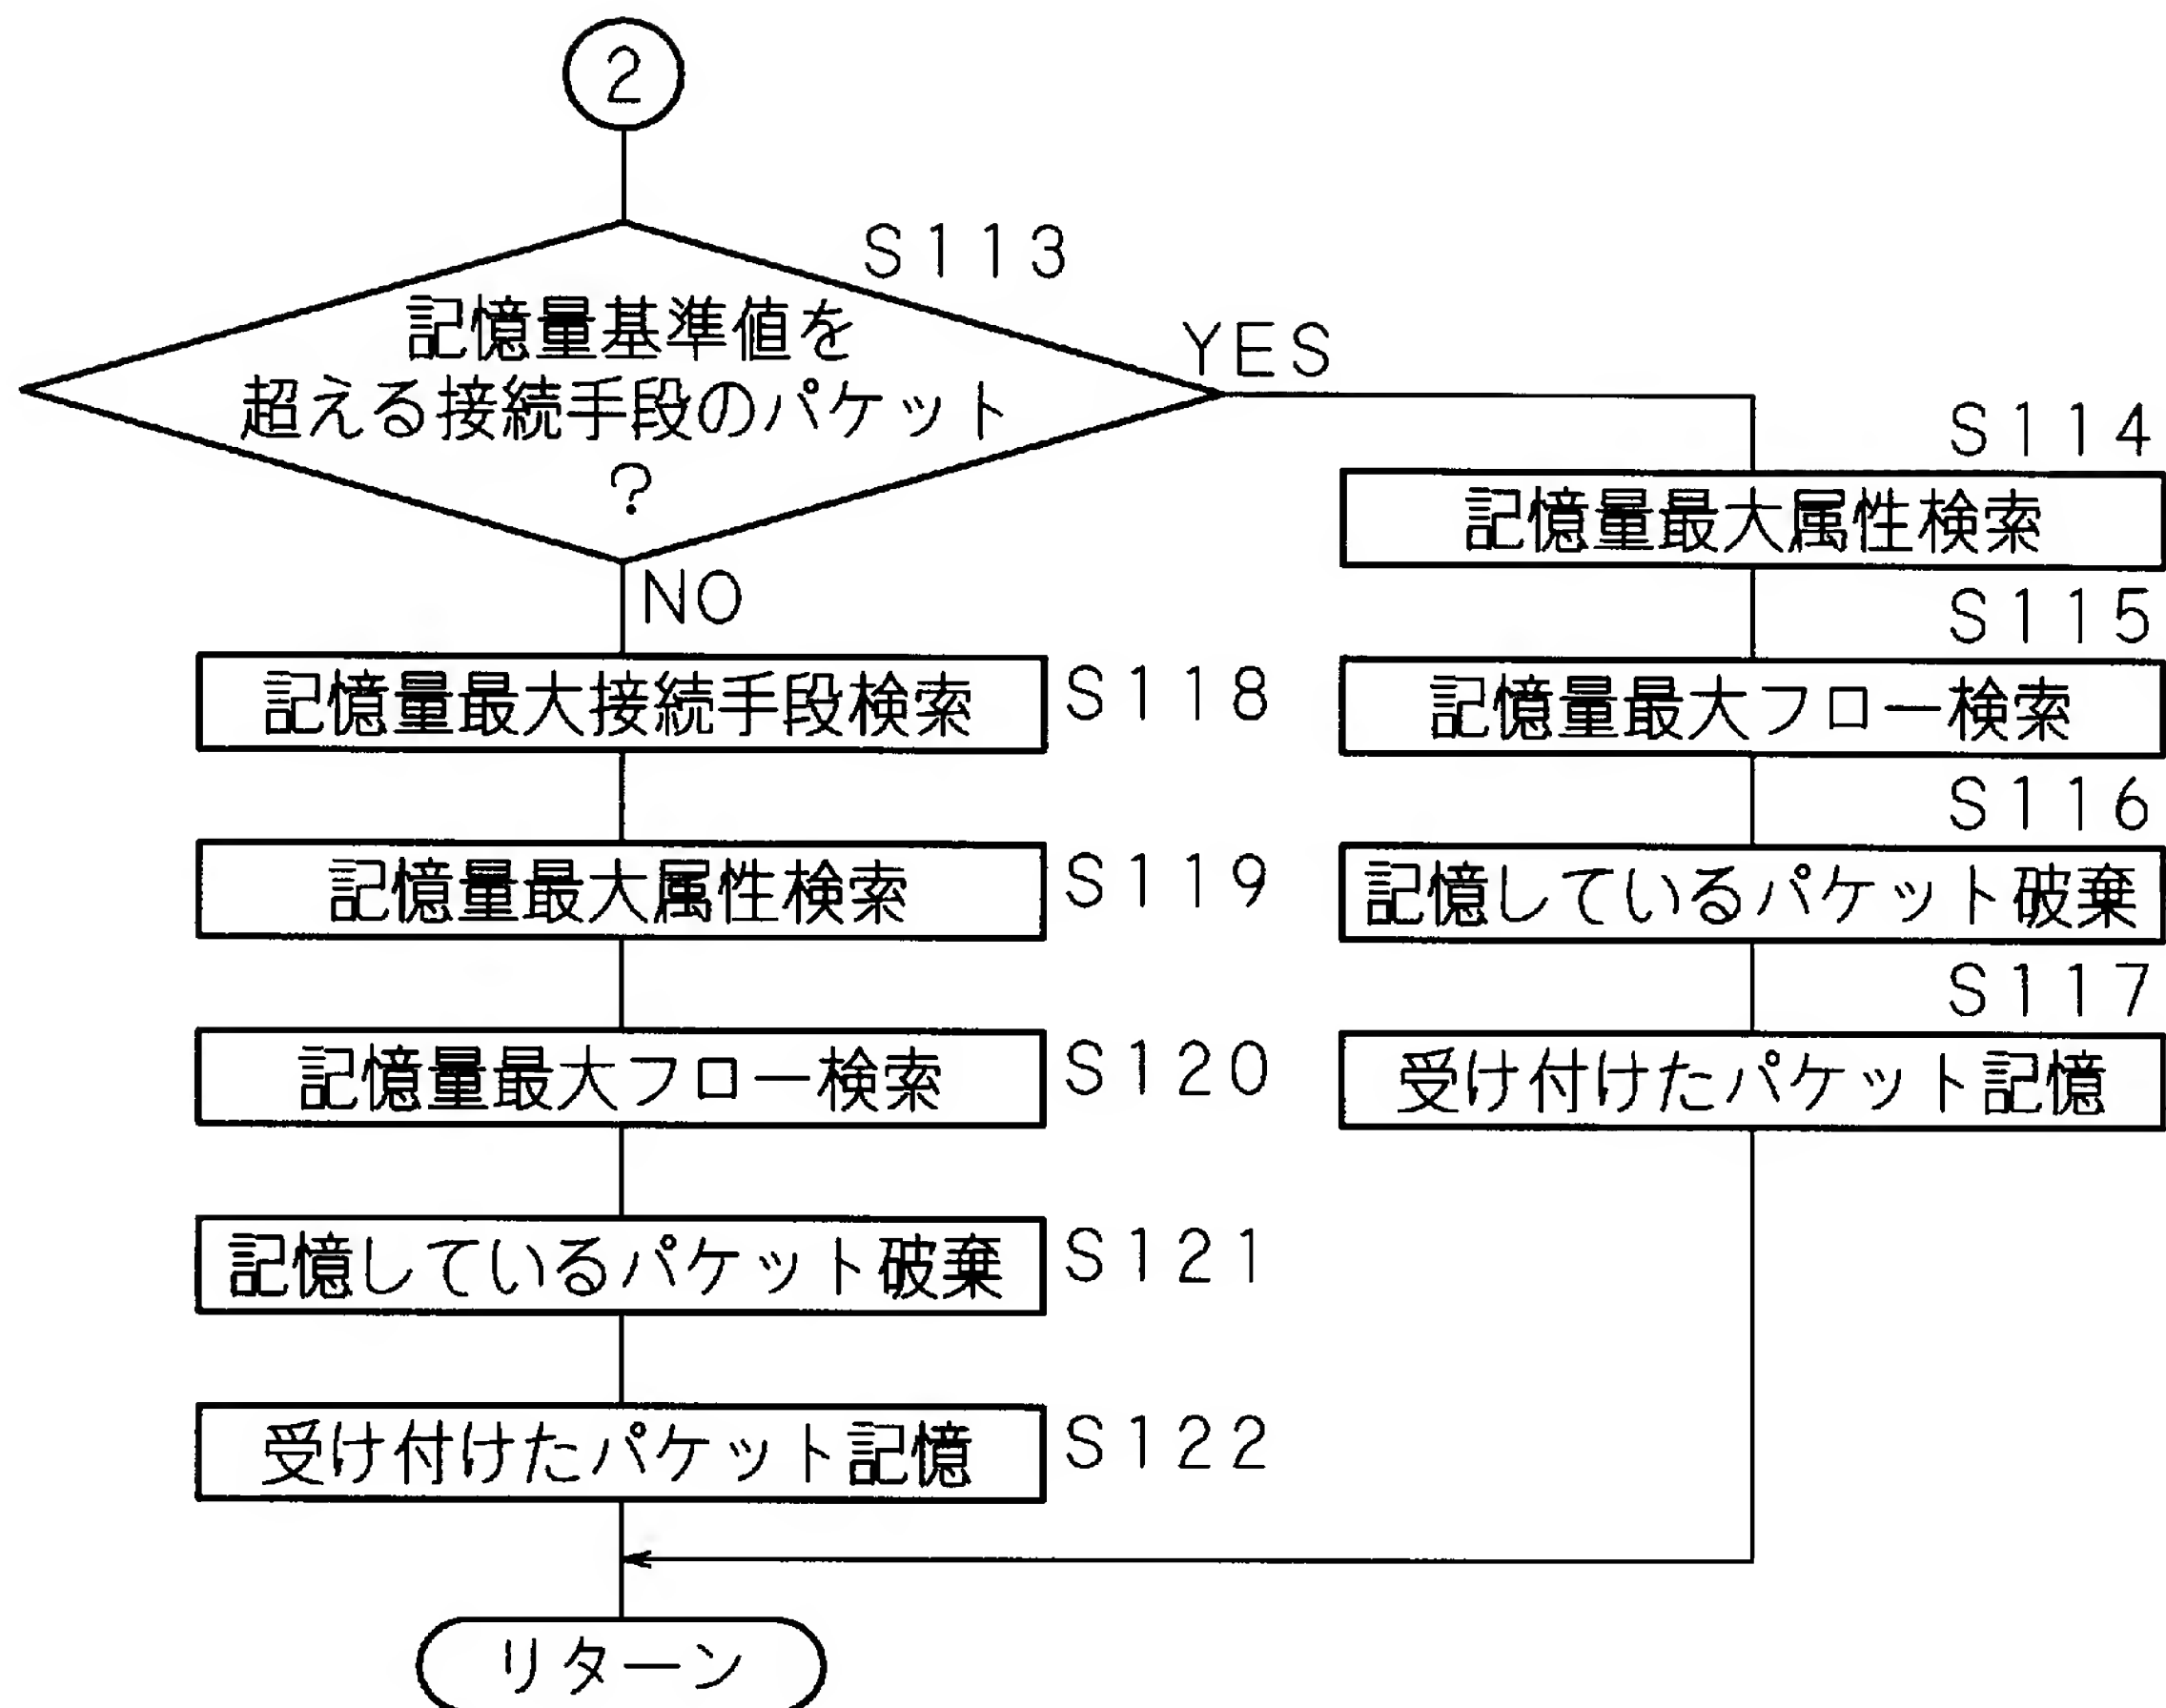 2
S113
記憶量基準値を
超える接続手段のパケット
?
YES
NO
S114
記憶量最大属性検索
S115
記憶量最大フロー検索
S116
記憶しているパケット破棄
S117
受け付けたパケット記憶
記憶量最大接続手段検索 S118
記憶量最大属性検索 S119
記憶量最大フロー検索 S120
記憶しているパケット破棄 S121
受け付けたパケット記憶 S122
リターン